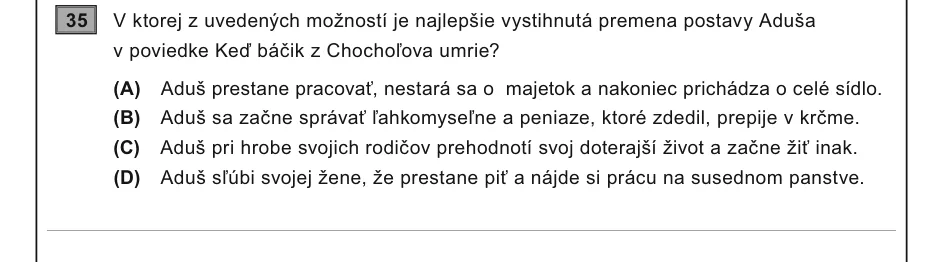 35 V ktorej z uvedených možností je najlepšie vystihnutá premena postavy Aduša
v poviedke Keď báčik z Chochoľova umrie?
(A) Aduš prestane pracovať, nestará sa o majetok a nakoniec prichádza o celé sídlo.
(B) Aduš sa začne správať ľahkomyseľne a peniaze, ktoré zdedil, prepije v krčme.
(C) Aduš pri hrobe svojich rodičov prehodnotí svoj doterajší život a začne žiť inak.
(D) Aduš sľúbi svojej žene, že prestane piť a nájde si prácu na susednom panstve.